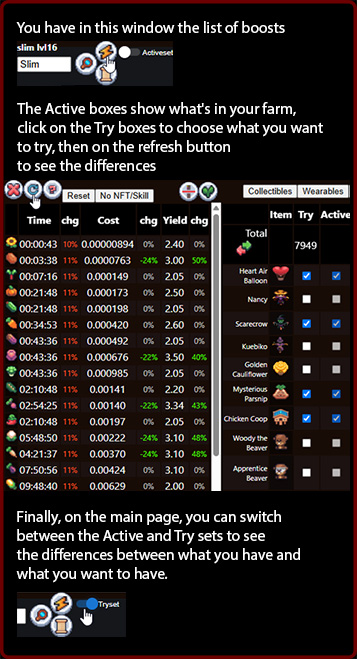 You have in this window the list of boosts
slim lvl16
Slim
Activeset
The Active boxes show what's in your farm,
click on the Try boxes to choose what you want
to try, then on the refresh button
to see the differences
Reset No NFT/Skill Collectibles Wearables
Time chg Cost chg Yield chg Item Try Active
Total 7949
00:00:43 10% 0.00000894 0% 2.40 0%
00:03:38 11% 0.0000763 -24% 3.00 50%
Heart Air
Balloon
00:07:16 11% 0.000149 0% 2.05 0%
00:21:48 11% 0.000173 0% 2.50 0%
Nancy
00:21:48 11% 0.000198 0% 2.05 0%
00:34:53 11% 0.000420 0% 2.60 0%
Scarecrow
00:43:36 11% 0.000492 0% 2.05 0%
Kuebiko
00:43:36 11% 0.000676 -22% 3.50 40%
00:43:36 11% 0.000985 0% 2.05 0%
Golden
Cauliflower
02:10:48 11% 0.00141 0% 2.20 0%
Mysterious
Parsnip
02:54:25 11% 0.00140 -22% 3.34 43%
02:10:48 11% 0.00197 0% 2.05 0%
Chicken Coop
05:48:50 11% 0.00222 -24% 3.10 48%
Woody the
Beaver
04:21:37 11% 0.00370 -24% 3.10 48%
07:50:56 11% 0.00424 0% 3.10 0%
Apprentice
Beaver
09:48:40 11% 0.00629 0% 2.00 0%
Finally, on the main page, you can switch
between the Active and Try sets to see
the differences between what you have and
what you want to have.
Tryset